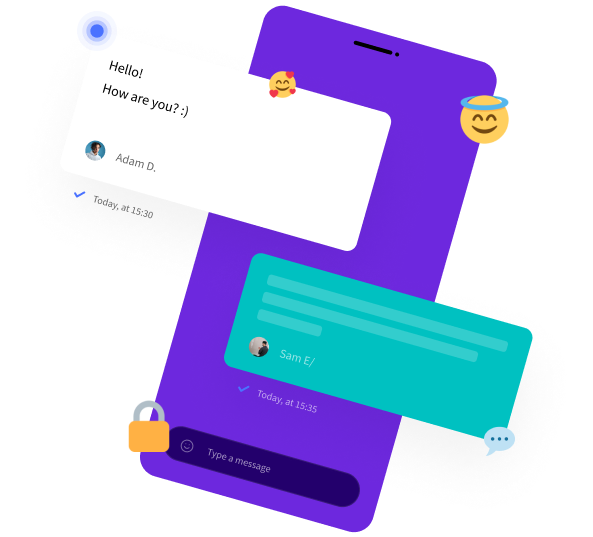 Hello!
How are you? :)
Adam D.
Today, at 15:30
Sam E/
Today, at 15:35
Type a message